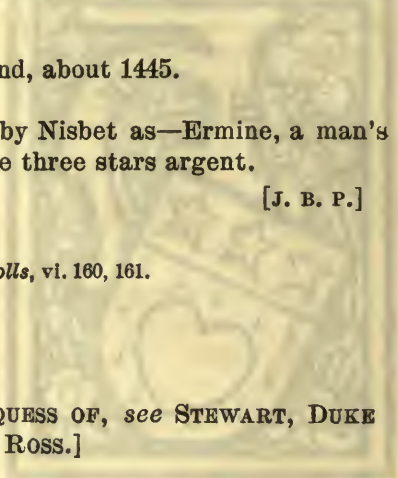 nd, about 1445.
by Nisbet as—Ermine, a man's
e three stars argent.
[J. B. P.]
olls, vi. 160, 161.
QUESS OF, see STEWART, DUKE
ROSS.]